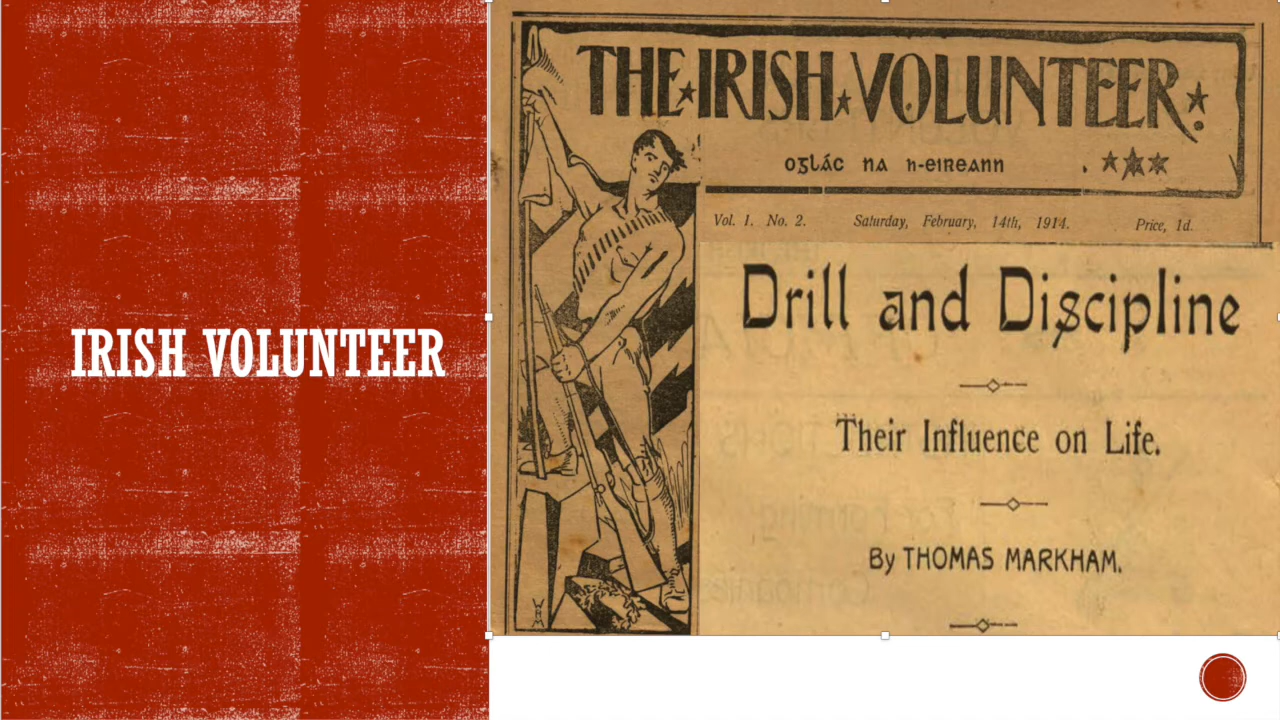 IRISH VOLUNTEER
THE ★ IRISH ★ VOLUNTEER ★
oglác na h-eireann
Vol. 1. No. 2. Saturday, February, 14th, 1914. Price, 1d.
Drill and Discipline
Their Influence on Life.
By THOMAS MARKHAM.